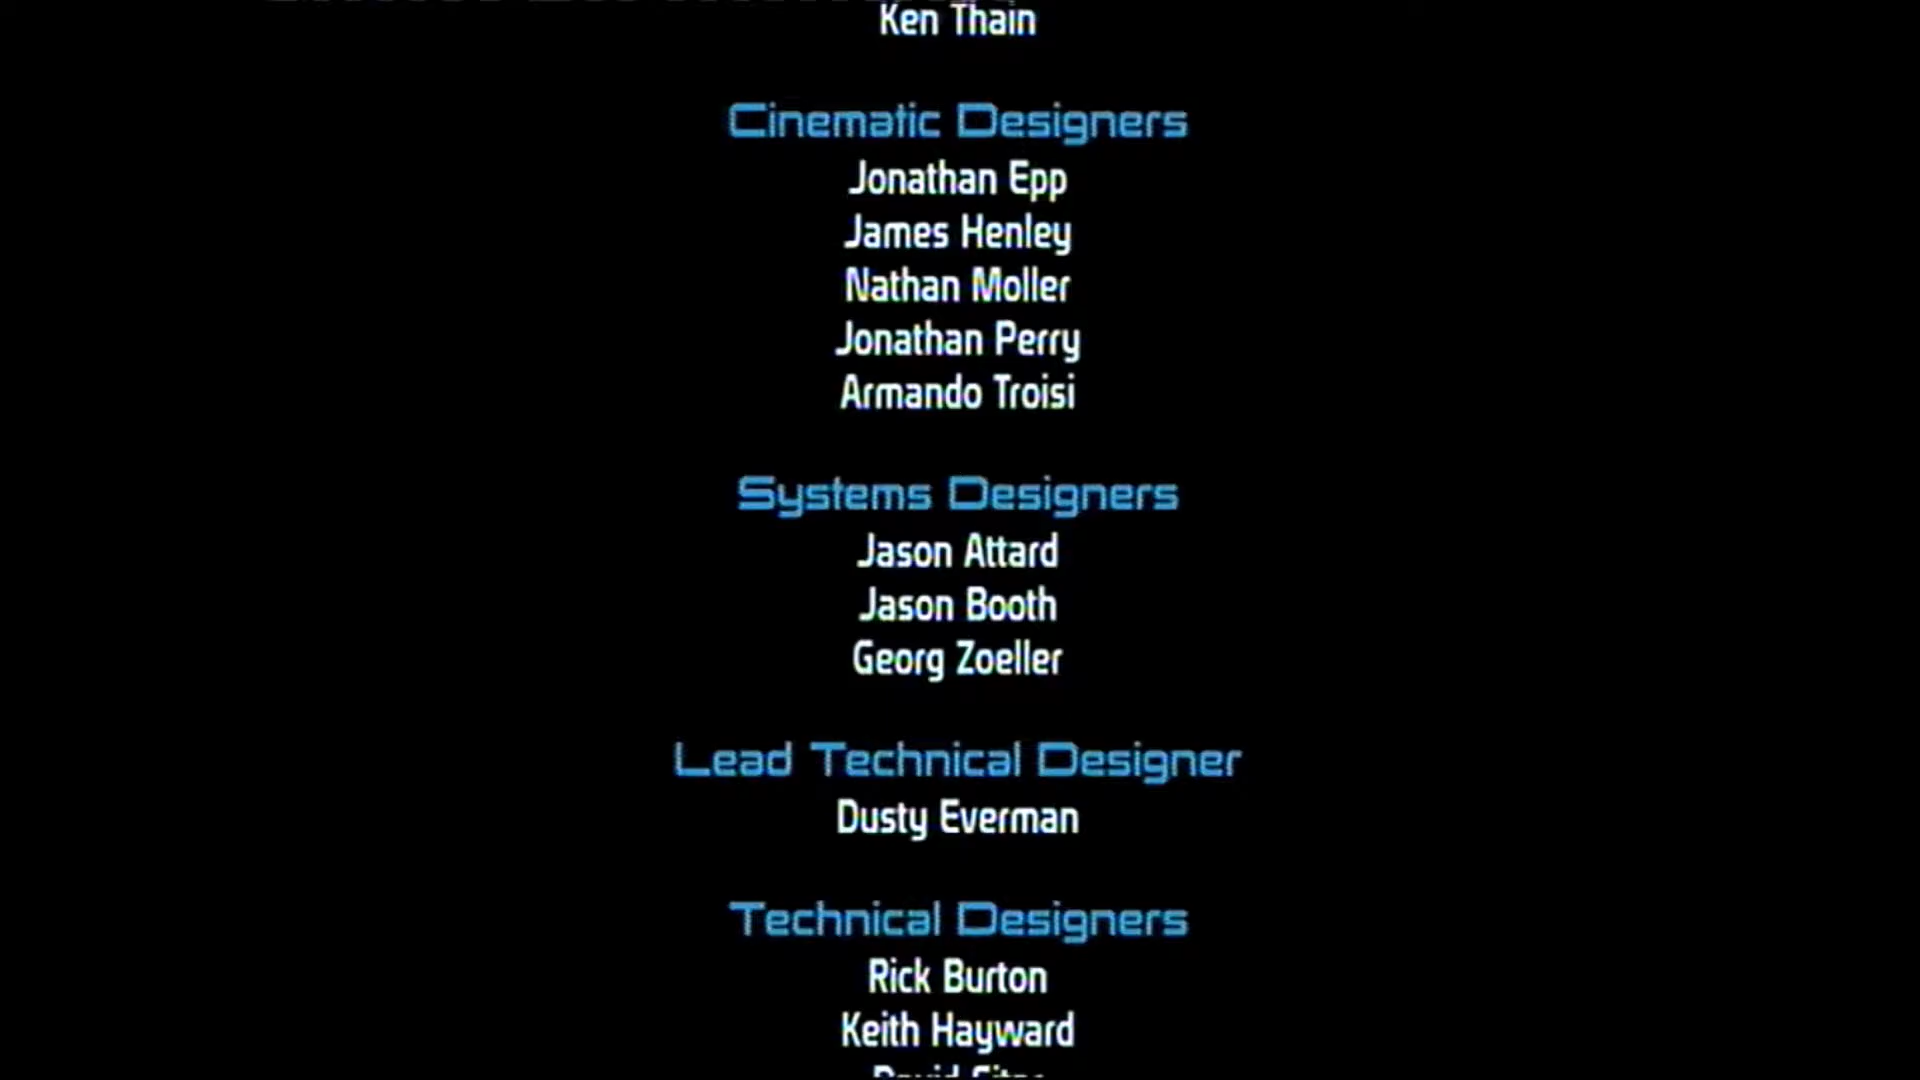 Ken Thain
Cinematic Designers
Jonathan Epp
James Henley
Nathan Moller
Jonathan Perry
Armando Troisi
Systems Designers
Jason Attard
Jason Booth
Georg Zoeller
Lead Technical Designer
Dusty Everman
Technical Designers
Rick Burton
Keith Hayward
David